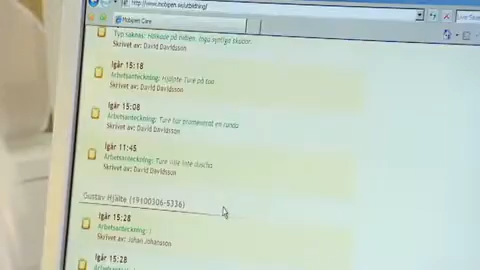 http://www.mobpen.se/utbildning/
Mobipen Care
Typ saknas: Halkade på mattan. Inga synliga skador.
Skrivet av: David Davidsson
Igår 15:18
Arbetsanteckning: Hjälpte Ture på toa
Skrivet av: David Davidsson
Igår 15:08
Arbetsanteckning: Ture har promenerat en runda
Skrivet av: David Davidsson
Igår 11:45
Arbetsanteckning: Ture ville inte duscha
Skrivet av: David Davidsson
Gustav Hjälte (19100306-5336)
Igår 15:28
Arbetsanteckning: )
Skrivet av: Johan Johansson
Igår 15:28